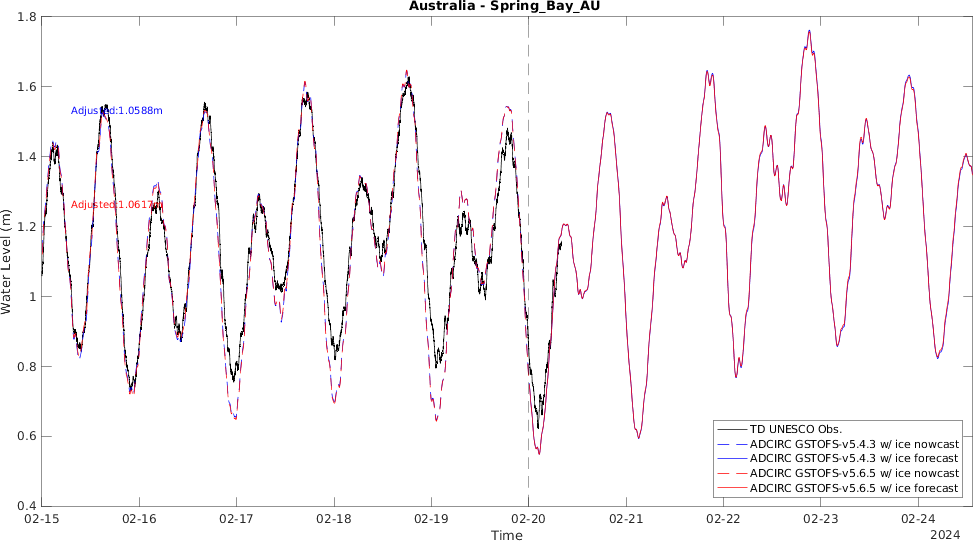 Australia - Spring_Bay_AU
1.8
1.6
1.4
1.2
1
0.8
0.6
0.4
Water Level (m)
Adjusted:1.0588m
Adjusted:1.0617m
TD UNESCO Obs.
ADCIRC GSTOFS-v5.4.3 w/ ice nowcast
ADCIRC GSTOFS-v5.4.3 w/ ice forecast
ADCIRC GSTOFS-v5.6.5 w/ ice nowcast
ADCIRC GSTOFS-v5.6.5 w/ ice forecast
02-15 02-16 02-17 02-18 02-19 02-20 02-21 02-22 02-23 02-24
Time
2024